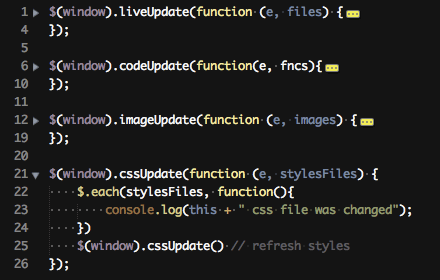 1 $(window).liveUpdate(function (e, files) {
4 });
5
6 $(window).codeUpdate(function(e, fncs){
10 });
11
12 $(window).imageUpdate(function (e, images) {
19 });
20
21 $(window).cssUpdate(function (e, stylesFiles) {
22 $.each(stylesFiles, function(){
23 console.log(this + " css file was changed");
24 })
25 $(window).cssUpdate() // refresh styles
26 });